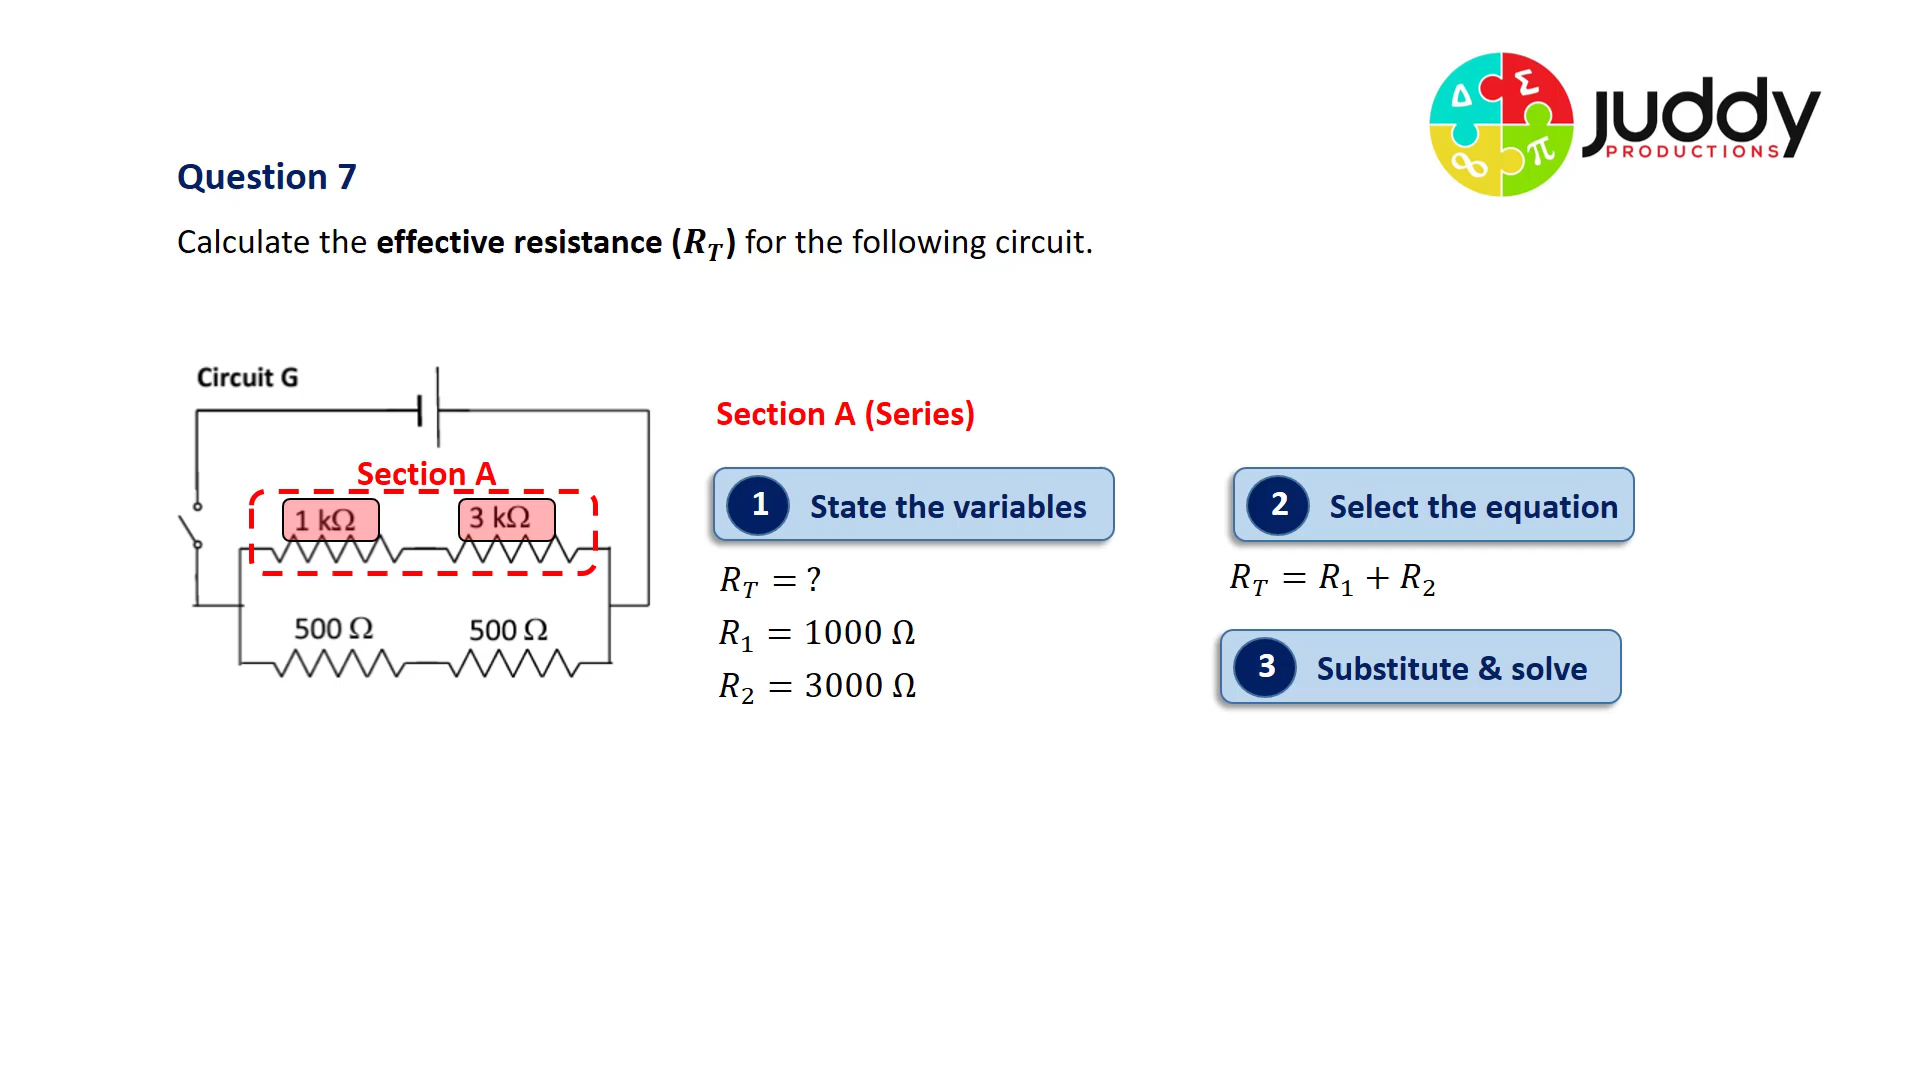 Δ Σ
∞ π
juddy
PRODUCTIONS
Question 7
Calculate the effective resistance (R_T) for the following circuit.
Circuit G
Section A
1 kΩ 3 kΩ
500 Ω 500 Ω
Section A (Series)
1 State the variables
R_T = ?
R_1 = 1000 Ω
R_2 = 3000 Ω
2 Select the equation
R_T = R_1 + R_2
3 Substitute & solve